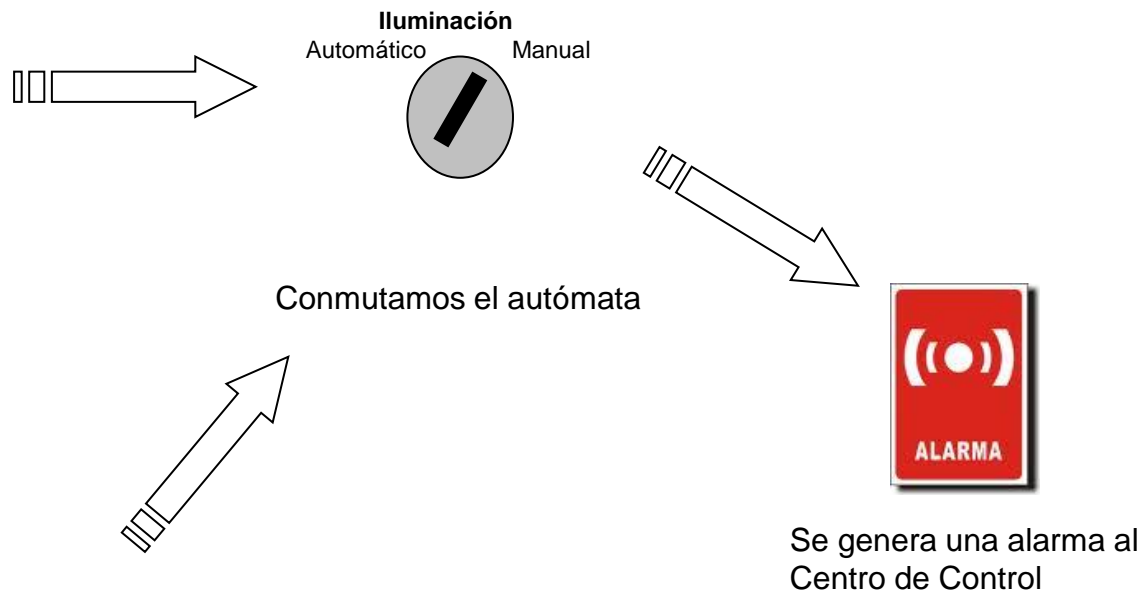 Iluminación
Automático Manual
Conmutamos el autómata
ALARMA
Se genera una alarma al
Centro de Control